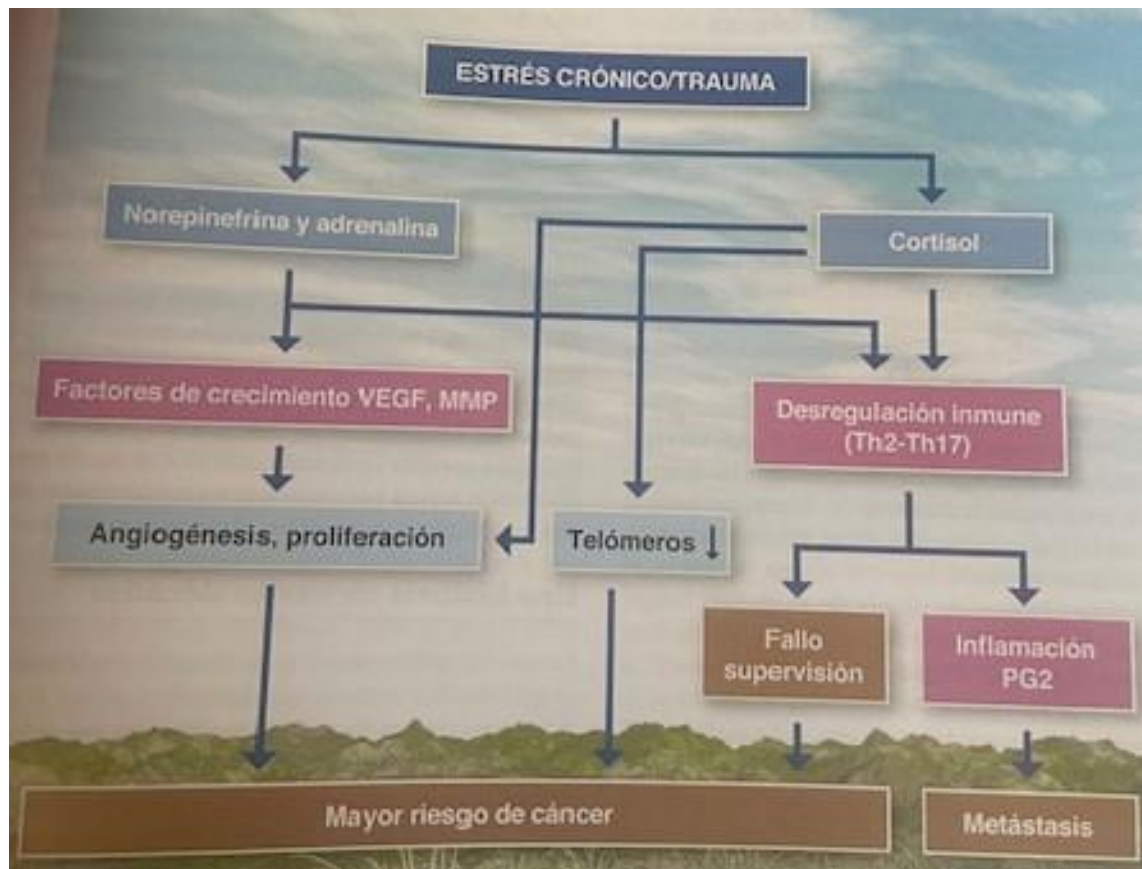 ESTRÉS CRÓNICO/TRAUMA
Norepinefrina y adrenalina
Cortisol
Factores de crecimiento VEGF, MMP
Desregulación inmune
(Th2-Th17)
Angiogénesis, proliferación
Telómeros ↓
Fallo
supervisión
Inflamación
PG2
Mayor riesgo de cáncer
Metástasis